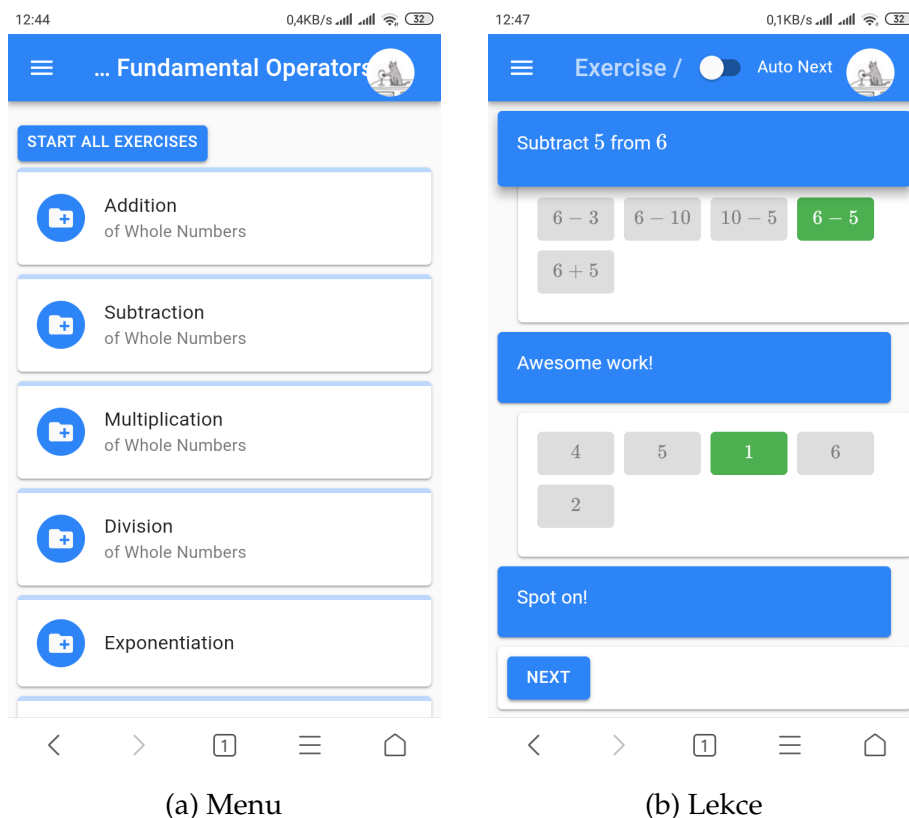 12:44 0,4KB/s 32
... Fundamental Operators
START ALL EXERCISES
Addition
of Whole Numbers
Subtraction
of Whole Numbers
Multiplication
of Whole Numbers
Division
of Whole Numbers
Exponentiation
1
(a) Menu
12:47 0,1KB/s 32
Exercise / Auto Next
Subtract 5 from 6
6 − 3 6 − 10 10 − 5 6 − 5
6 + 5
Awesome work!
4 5 1 6
2
Spot on!
NEXT
1
(b) Lekce